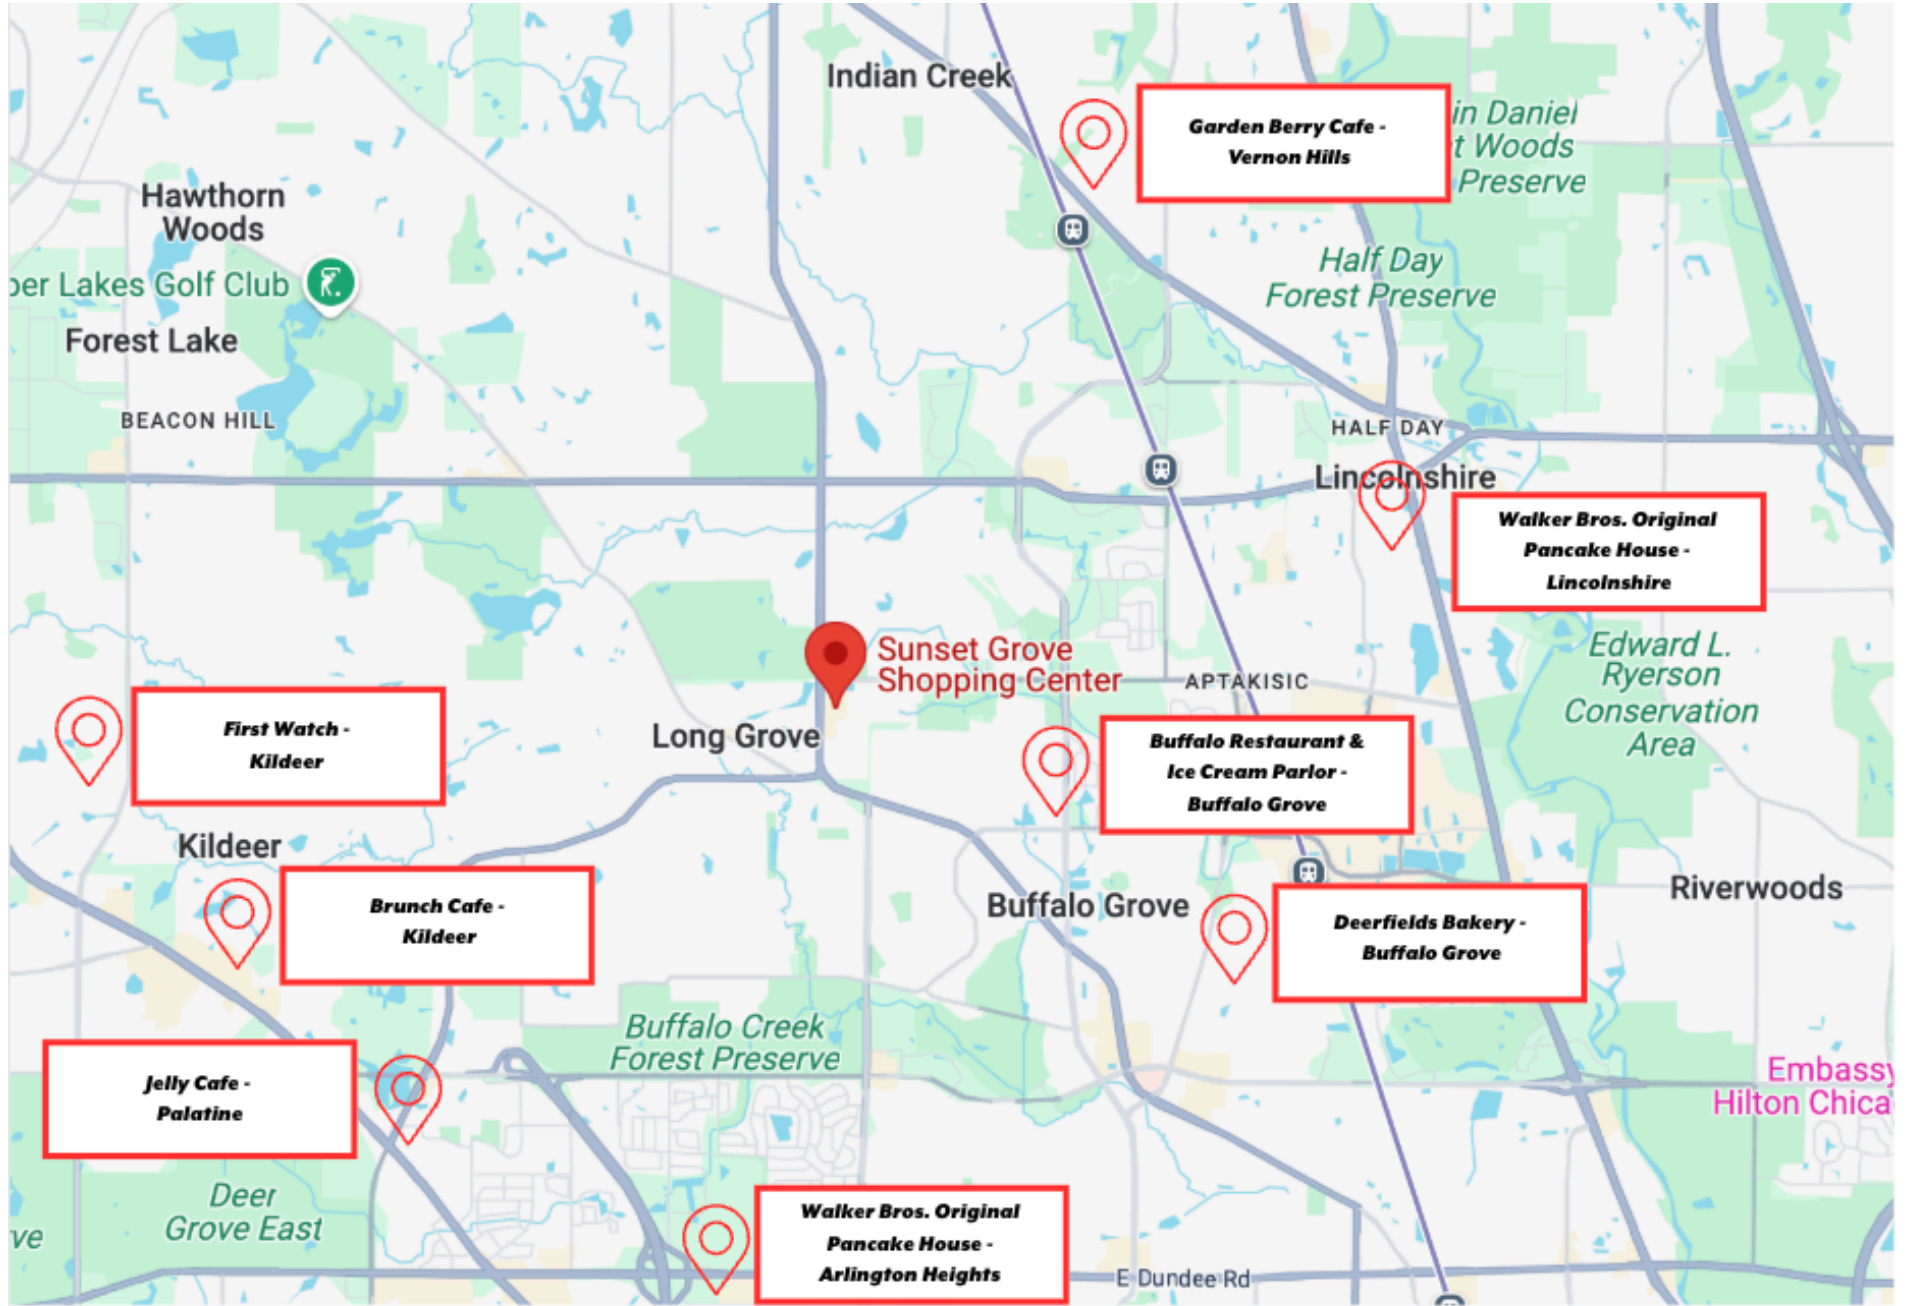 Indian Creek
Garden Berry Cafe -
Vernon Hills
in Daniel
t Woods
Preserve
Hawthorn
Woods
Half Day
Forest Preserve
per Lakes Golf Club
Forest Lake
BEACON HILL
HALF DAY
Lincolnshire
Walker Bros. Original
Pancake House -
Lincolnshire
Sunset Grove
Shopping Center
APTAKISIC
Edward L.
Ryerson
Conservation
Area
First Watch -
Kildeer
Long Grove
Buffalo Restaurant &
Ice Cream Parlor -
Buffalo Grove
Kildeer
Brunch Cafe -
Kildeer
Buffalo Grove
Deerfields Bakery -
Buffalo Grove
Riverwoods
Buffalo Creek
Forest Preserve
Jelly Cafe -
Palatine
Embassy
Hilton Chica
Deer
Grove East
ve
Walker Bros. Original
Pancake House -
Arlington Heights
E Dundee Rd